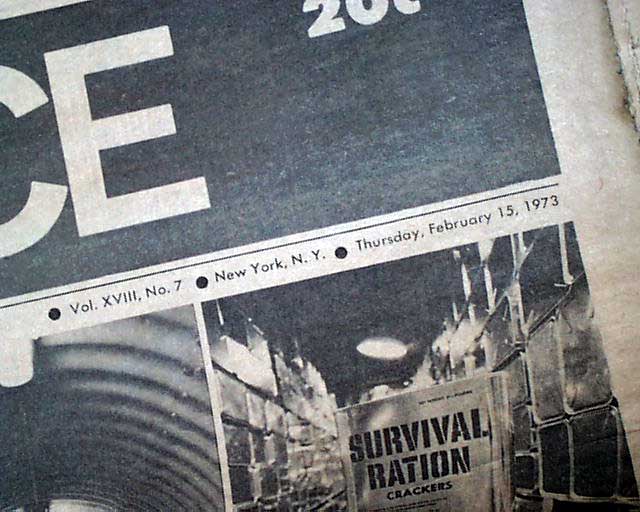 20¢
CE
Vol. XVIII, No. 7 ● New York, N. Y. ● Thursday, February 15, 1973
SURVIVAL
RATION
CRACKERS